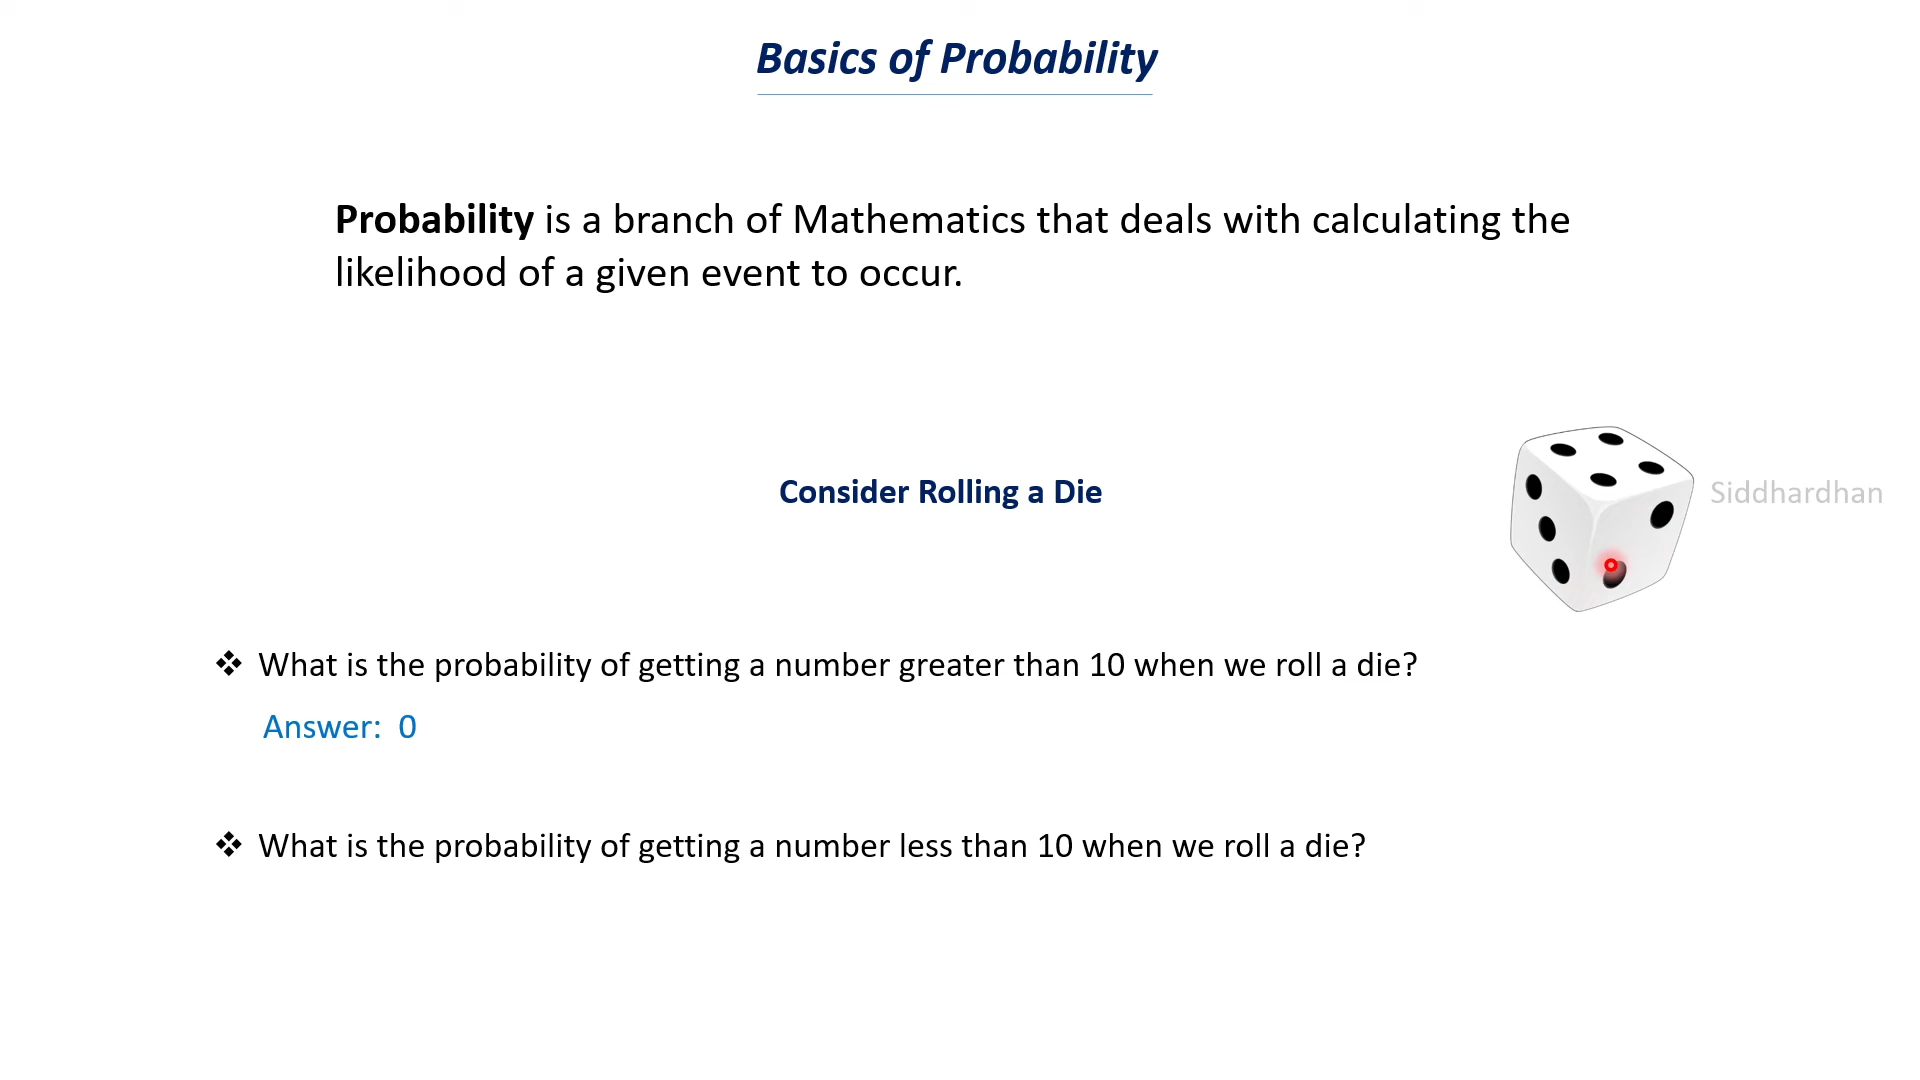 Basics of Probability
Probability is a branch of Mathematics that deals with calculating the
likelihood of a given event to occur.
Consider Rolling a Die
Siddhardhan
❖ What is the probability of getting a number greater than 10 when we roll a die?
Answer: 0
❖ What is the probability of getting a number less than 10 when we roll a die?